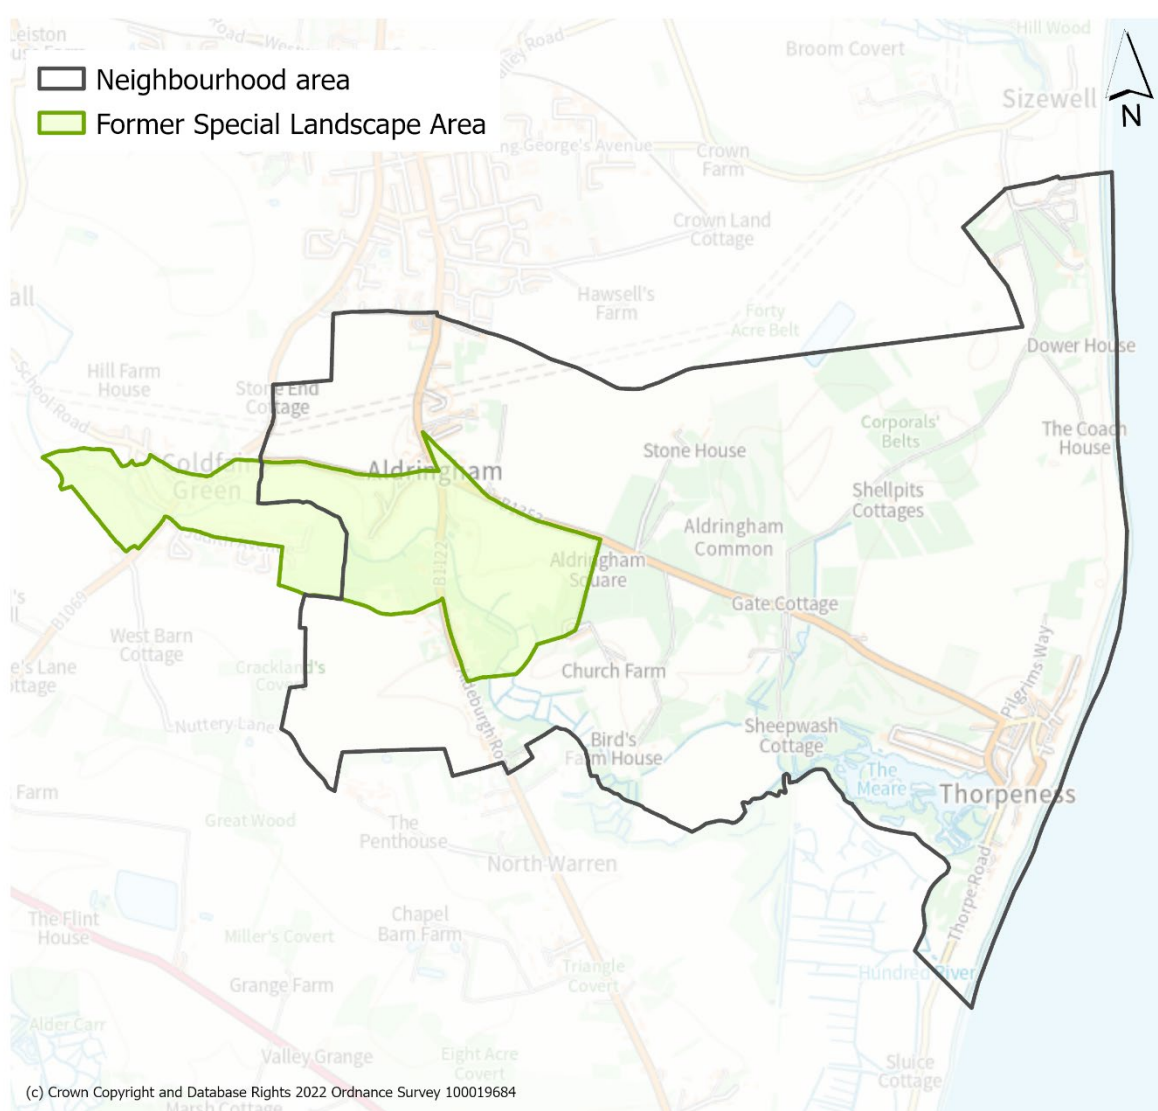 Neighbourhood area
Former Special Landscape Area
N
Hill Wood
Broom Covert
Sizewell
Crown
Farm
Crown Land
Cottage
Hawsell's
Farm
Forty
Acre Belt
Dower House
Hill Farm
House
School Road
Stone End
Cottage
Corporals'
Belts
The Coach
House
Stone House
Aldringham
Green
Shellpits
Cottages
B1122
Aldringham
Common
Aldringham
Square
Gate Cottage
B1069
West Barn
Cottage
Church Farm
Pilgrims Way
Nuttery Lane
Sheepwash
Cottage
Bird's
Farm House
The
Meare
Thorpeness
Farm
Great Wood
The
Penthouse
North Warren
Thorpe Road
The Flint
House
Chapel
Barn Farm
Miller's Covert
Triangle
Covert
Hundred River
Grange Farm
Alder Carr
Valley Grange
Eight Acre
Covert
Sluice
Cottage
(c) Crown Copyright and Database Rights 2022 Ordnance Survey 100019684
Marsh Cottage